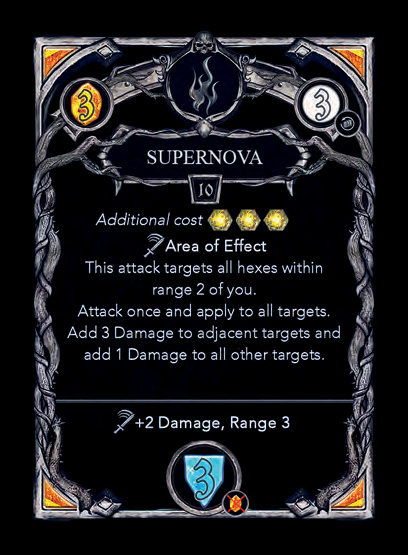 3
3
SUPERNOVA
10
Additional cost
Area of Effect
This attack targets all hexes within
range 2 of you.
Attack once and apply to all targets.
Add 3 Damage to adjacent targets and
add 1 Damage to all other targets.
+2 Damage, Range 3
3